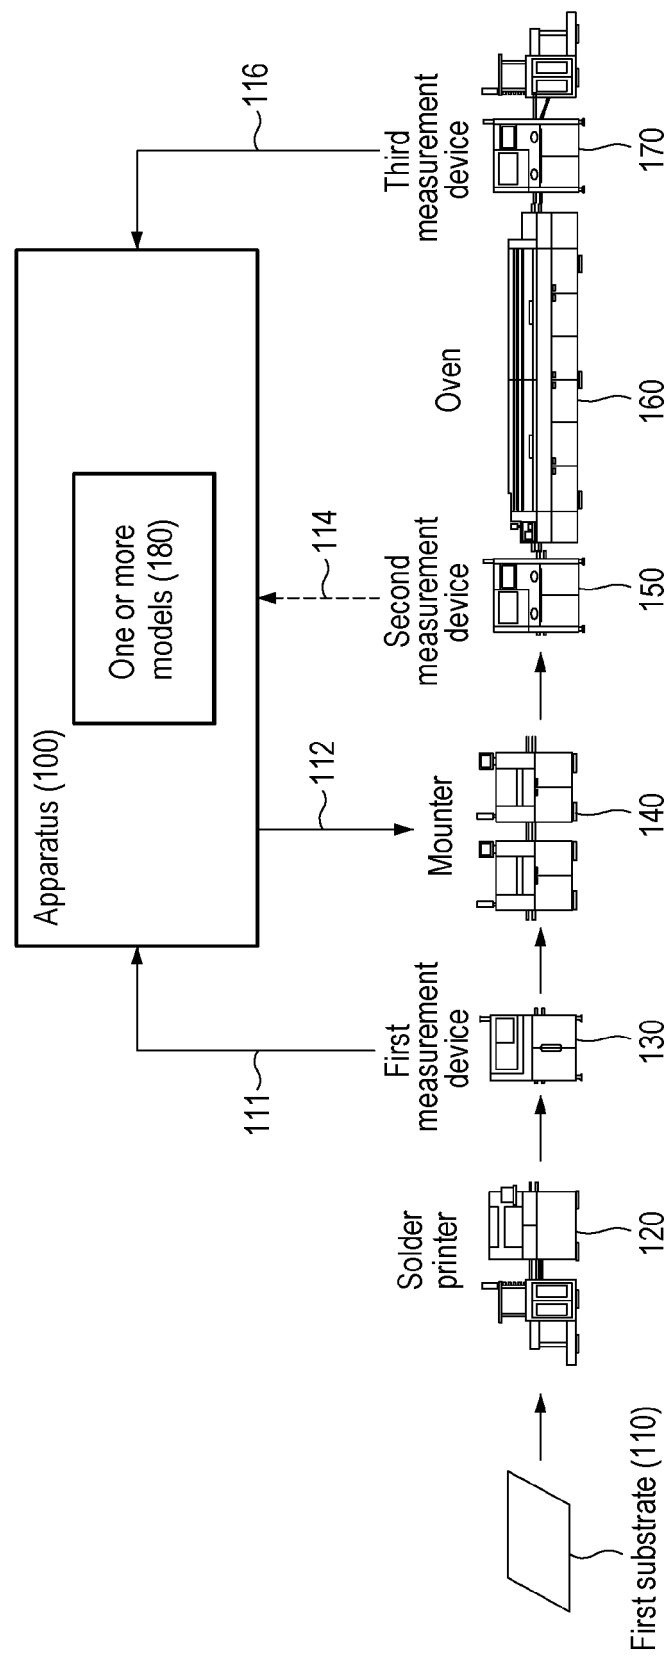 Apparatus (100)
One or more
models (180)
111
112
114
116
First
measurement
device
Mounter
Second
measurement
device
Oven
Third
measurement
device
Solder
printer
120
130
140
150
160
170
First substrate (110)